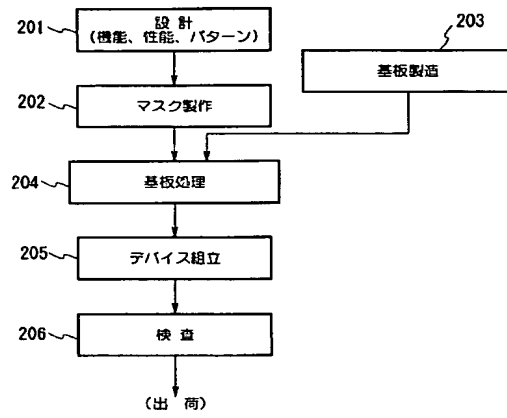 201
設 計
(機能、性能、パターン)
203
基板製造
202
マスク製作
204
基板処理
205
デバイス組立
206
検 査
(出 荷)